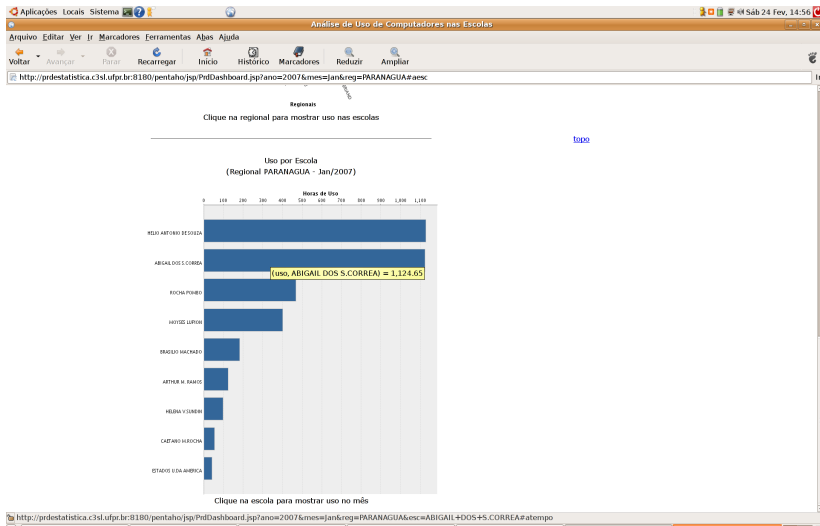 Aplicações Locais Sistema
Sáb 24 Fev, 14:56
Análise de Uso de Computadores nas Escolas
Arquivo Editar Ver Ir Marcadores Ferramentas Abas Ajuda
Voltar Avançar Parar Recarregar Início Histórico Marcadores Reduzir Ampliar
http://prdestatistica.c3sl.ufpr.br:8180/pentaho/jsp/PrdDashboard.jsp?ano=2007&mes=Jan&reg=PARANAGUA#aesc
Regionais
Clique na regional para mostrar uso nas escolas
topo
Uso por Escola
(Regional PARANAGUA - Jan/2007)
Horas de Uso
0 100 200 300 400 500 600 700 800 900 1,000 1,100
HELIO ANTONIO DE SOUZA
ABIGAIL DOS S.CORREA
(uso, ABIGAIL DOS S.CORREA) = 1,124.65
ROCHA POMBO
MOYSES LUPION
BRASILIO MACHADO
ARTHUR M. RAMOS
HELENA V.SUNDIN
CAETANO M.ROCHA
ESTADOS U.DA AMERICA
Clique na escola para mostrar uso no mês
http://prdestatistica.c3sl.ufpr.br:8180/pentaho/jsp/PrdDashboard.jsp?ano=2007&mes=Jan&reg=PARANAGUA&esc=ABIGAIL+DOS+S.CORREA#atempo